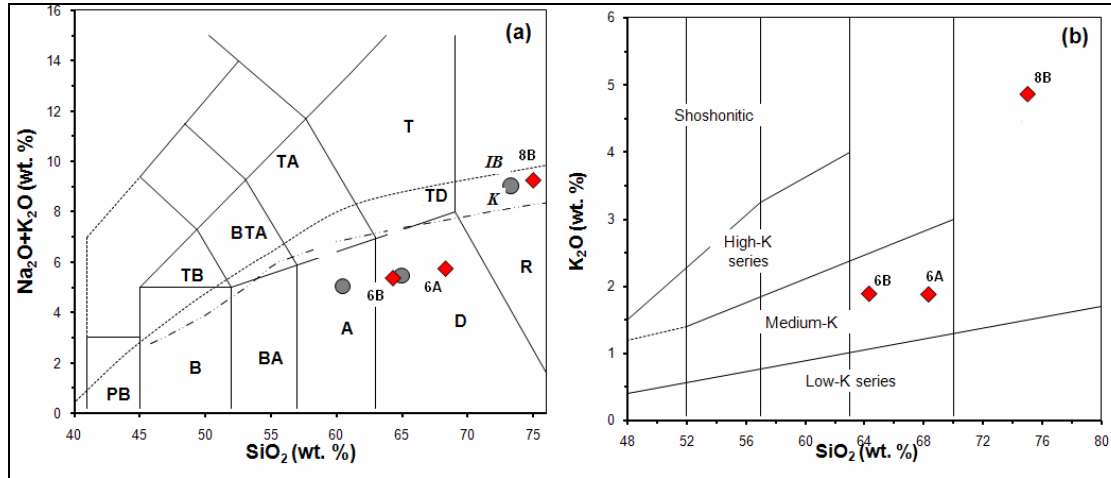 (a)
Na₂O+K₂O (wt. %)
16
14
12
10
8
6
4
2
0
T
TA
IB
8B
K
TD
BTA
TB
6B
6A
R
A
D
BA
B
PB
40 45 50 55 60 65 70 75
SiO₂ (wt. %)
(b)
K₂O (wt. %)
6
5
4
3
2
1
0
8B
Shoshonitic
High-K
series
6B
6A
Medium-K
Low-K series
48 52 56 60 64 68 72 76 80
SiO₂ (wt. %)